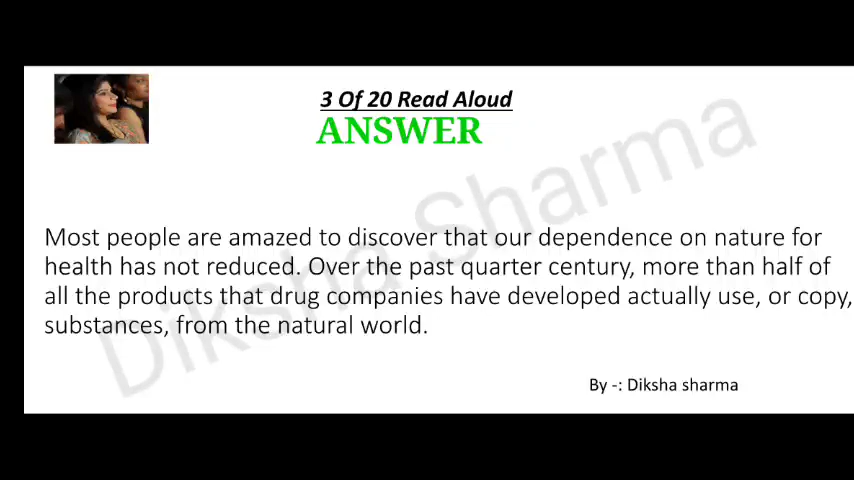 3 Of 20 Read Aloud
ANSWER
Most people are amazed to discover that our dependence on nature for
health has not reduced. Over the past quarter century, more than half of
all the products that drug companies have developed actually use, or copy,
substances, from the natural world.
By -: Diksha sharma
Diksha Sharma